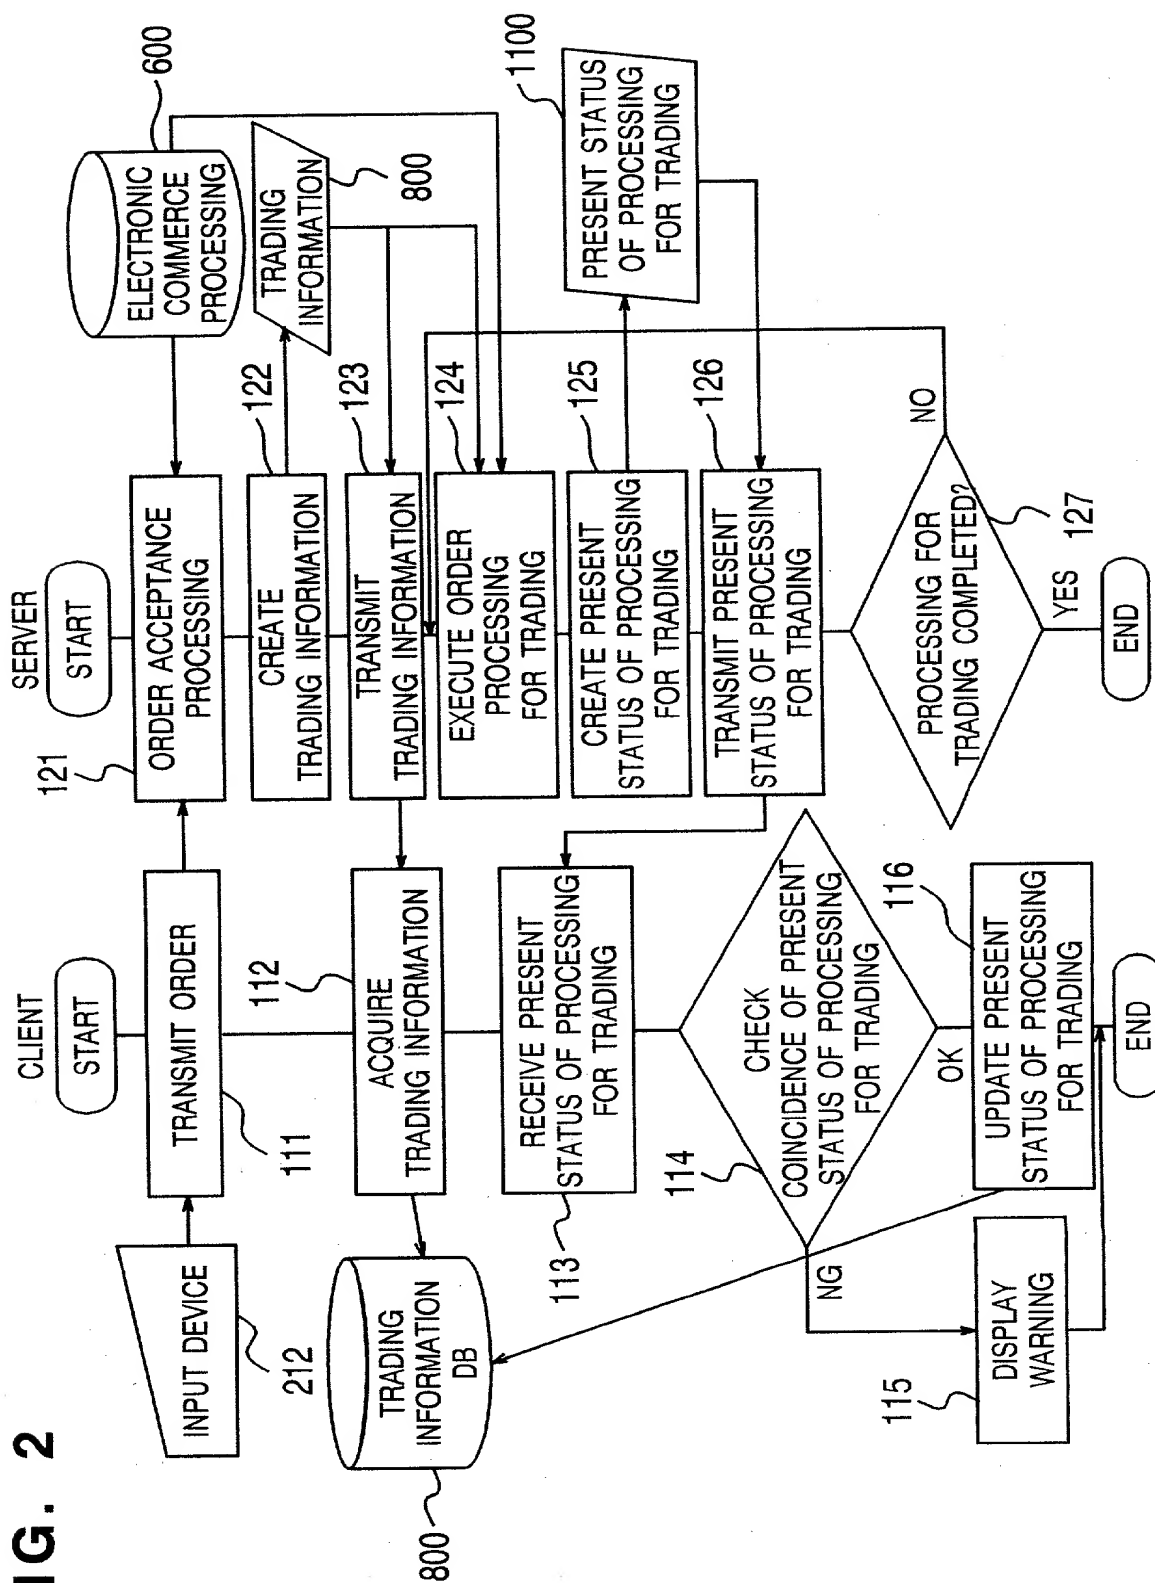 IG. 2
CLIENT
START
INPUT DEVICE
212
TRANSMIT ORDER
111
ACQUIRE
TRADING INFORMATION
112
TRADING
INFORMATION
DB
800
RECEIVE PRESENT
STATUS OF PROCESSING
FOR TRADING
113
CHECK
COINCIDENCE OF PRESENT
STATUS OF PROCESSING
FOR TRADING
114
NG
OK
DISPLAY
WARNING
115
UPDATE PRESENT
STATUS OF PROCESSING
FOR TRADING
116
END
SERVER
START
121
ORDER ACCEPTANCE
PROCESSING
ELECTRONIC
COMMERCE
PROCESSING
600
CREATE
TRADING INFORMATION
122
TRADING
INFORMATION
800
TRANSMIT
TRADING INFORMATION
123
EXECUTE ORDER
PROCESSING
FOR TRADING
124
CREATE PRESENT
STATUS OF PROCESSING
FOR TRADING
125
PRESENT STATUS
OF PROCESSING
FOR TRADING
1100
TRANSMIT PRESENT
STATUS OF PROCESSING
FOR TRADING
126
PROCESSING FOR
TRADING COMPLETED?
127
NO
YES
END